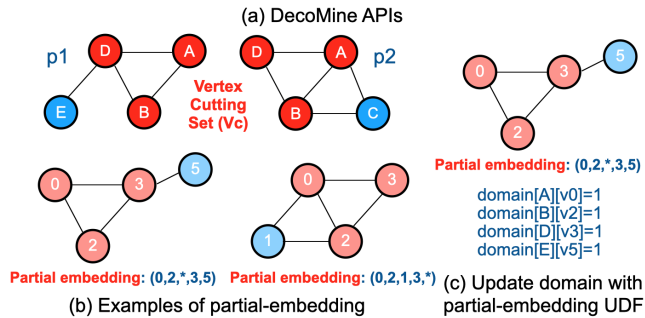 (a) DecoMine APIs
p1
D
A
E
B
Vertex
Cutting
Set (Vc)
D
A
p2
B
C
0
3
5
2
Partial embedding: (0,2,*,3,5)
0
3
1
2
Partial embedding: (0,2,1,3,*)
(b) Examples of partial-embedding
0
3
5
2
Partial embedding: (0,2,*,3,5)
domain[A][v0]=1
domain[B][v2]=1
domain[D][v3]=1
domain[E][v5]=1
(c) Update domain with
partial-embedding UDF